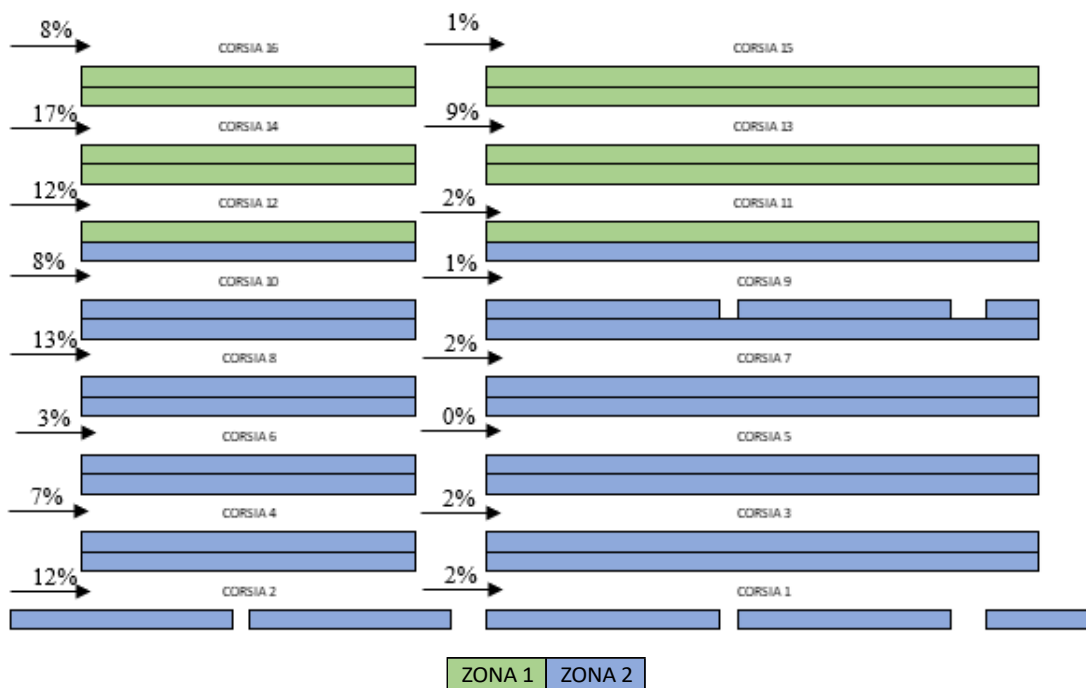 8% 1%
CORSIA 16 CORSIA 15
17% 9%
CORSIA 14 CORSIA 13
12% 2%
CORSIA 12 CORSIA 11
8% 1%
CORSIA 10 CORSIA 9
13% 2%
CORSIA 8 CORSIA 7
3% 0%
CORSIA 6 CORSIA 5
7% 2%
CORSIA 4 CORSIA 3
12% 2%
CORSIA 2 CORSIA 1
ZONA 1 ZONA 2